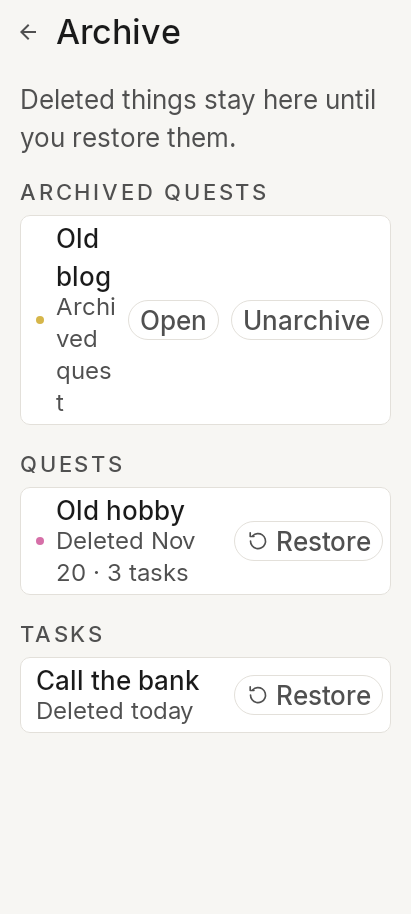 Archive
Deleted things stay here until
you restore them.
ARCHIVED QUESTS
Old
blog
Archi
ved
ques
t
Open
Unarchive
QUESTS
Old hobby
Deleted Nov
20 · 3 tasks
Restore
TASKS
Call the bank
Deleted today
Restore